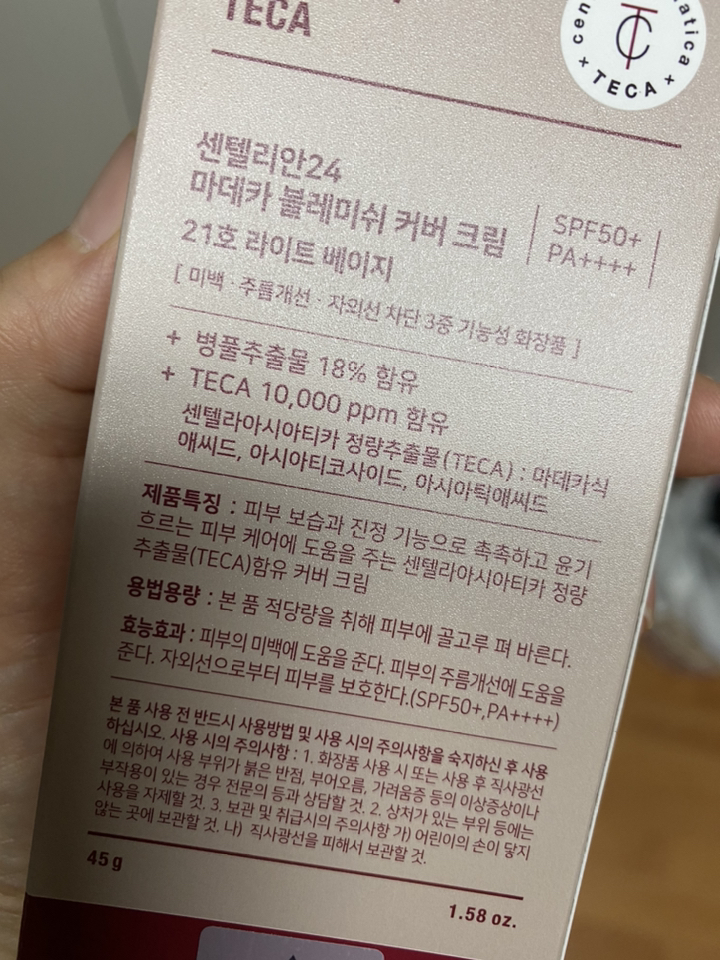 TECA
+ TECA +
센텔리안24
마데카 블레미쉬 커버 크림
21호 라이트 베이지
SPF50+
PA++++
[ 미백 · 주름개선 · 자외선 차단 3중 기능성 화장품 ]
+ 병풀추출물 18% 함유
+ TECA 10,000 ppm 함유
센텔라아시아티카 정량추출물(TECA) : 마데카식
애씨드, 아시아티코사이드, 아시아틱애씨드
제품특징 : 피부 보습과 진정 기능으로 촉촉하고 윤기
흐르는 피부 케어에 도움을 주는 센텔라아시아티카 정량
추출물(TECA)함유 커버 크림
용법용량 : 본 품 적당량을 취해 피부에 골고루 펴 바른다.
효능효과 : 피부의 미백에 도움을 준다. 피부의 주름개선에 도움을
준다. 자외선으로부터 피부를 보호한다.(SPF50+,PA++++)
본 품 사용 전 반드시 사용방법 및 사용 시의 주의사항을 숙지하신 후 사용
하십시오. 사용 시의 주의사항 : 1. 화장품 사용 시 또는 사용 후 직사광선
에 의하여 사용 부위가 붉은 반점, 부어오름, 가려움증 등의 이상증상이나
부작용이 있는 경우 전문의 등과 상담할 것. 2. 상처가 있는 부위 등에는
사용을 자제할 것. 3. 보관 및 취급시의 주의사항 가) 어린이의 손이 닿지
않는 곳에 보관할 것. 나) 직사광선을 피해서 보관할 것.
45 g
1.58 oz.